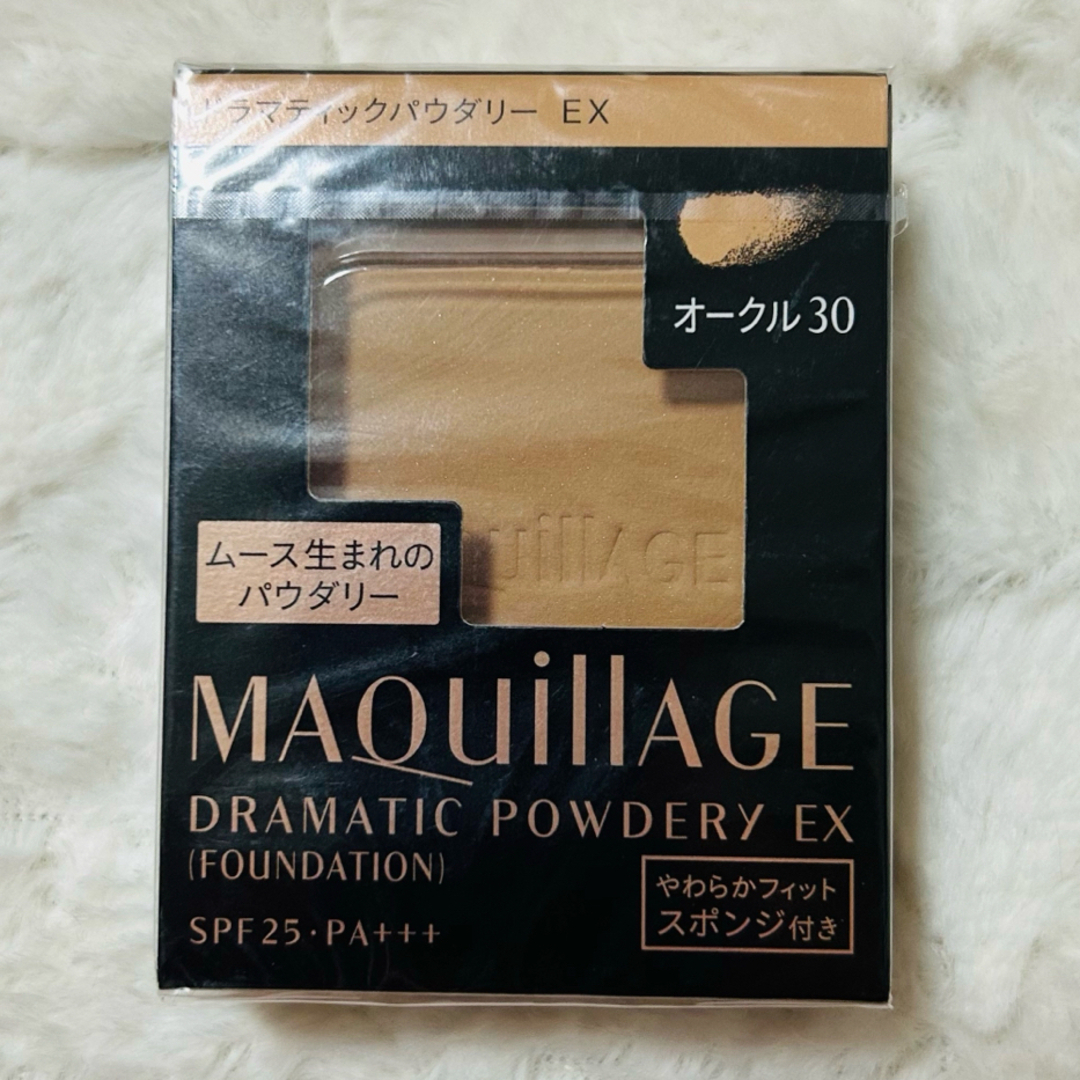 ドラマティックパウダリー EX
オークル 30
uillAGE
ムース生まれの
パウダリー
MAQuillAGE
DRAMATIC POWDERY EX
(FOUNDATION)
SPF25・PA+++
やわらかフィット
スポンジ付き